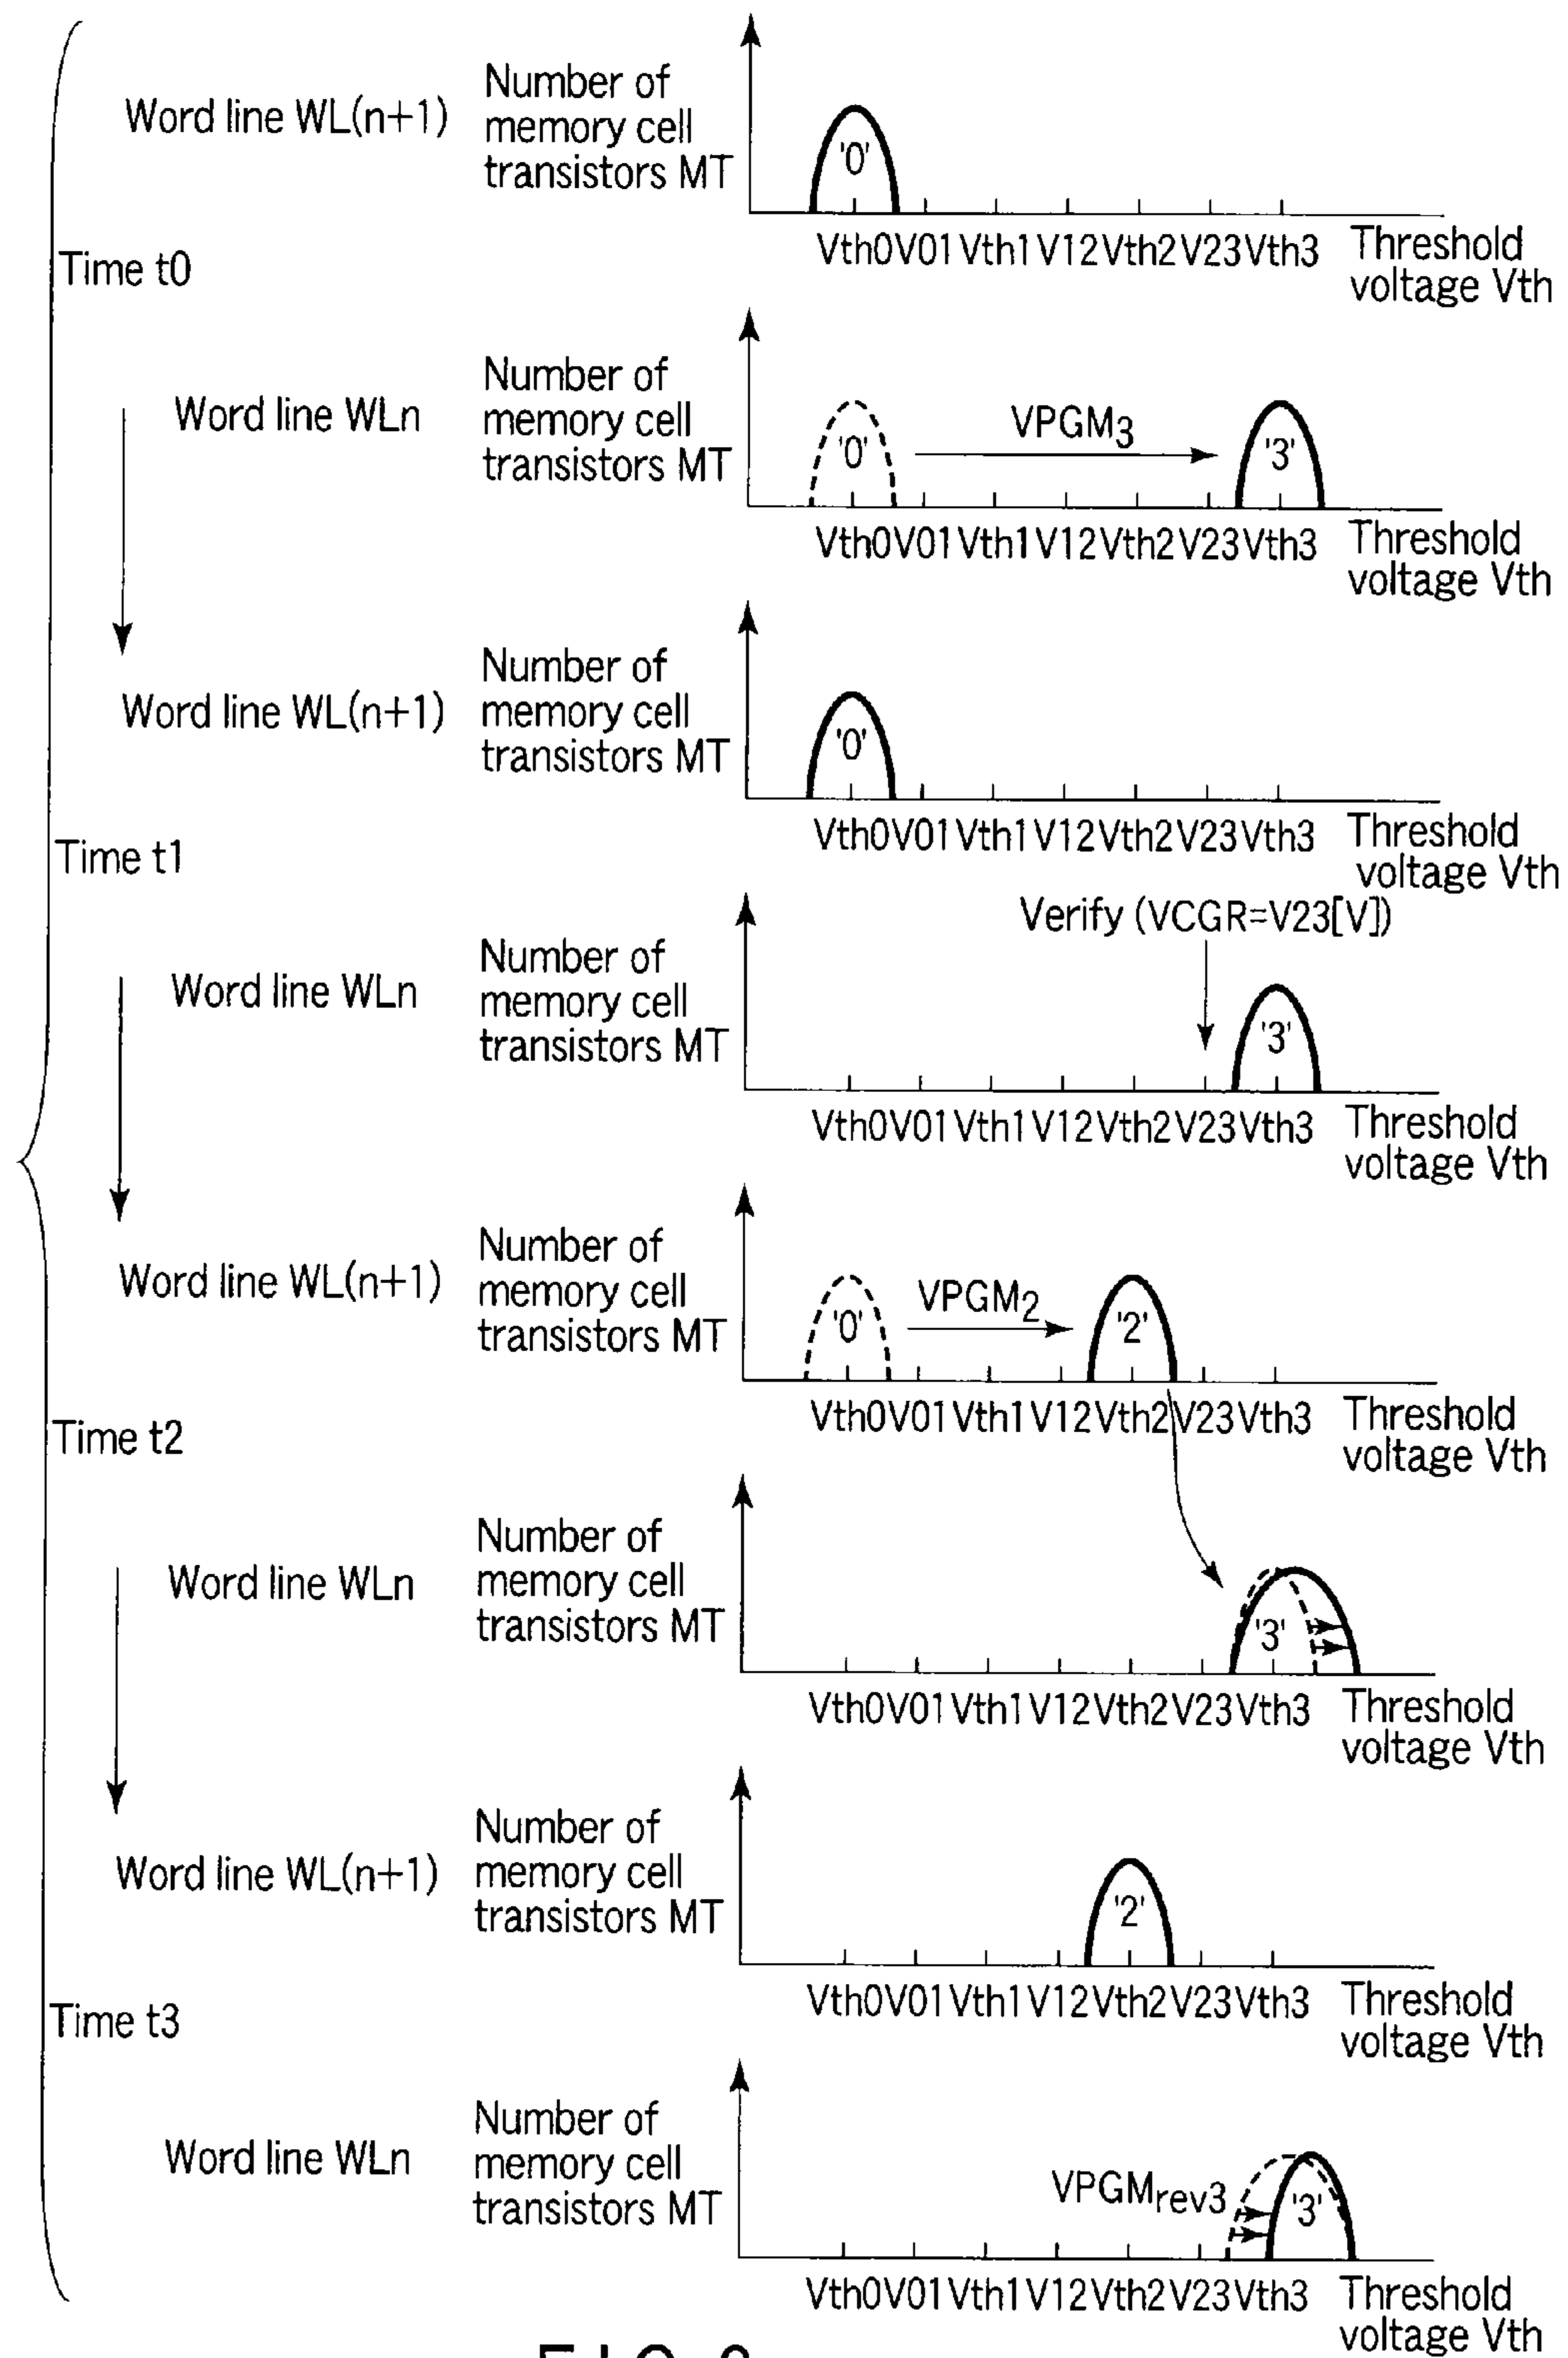 Word line WL(n+1)
Number of
memory cell
transistors MT
'0'
Vth0 V01 Vth1 V12 Vth2 V23 Vth3
Threshold
voltage Vth
Time t0
Word line WLn
Number of
memory cell
transistors MT
'0'
VPGM3
'3'
Vth0 V01 Vth1 V12 Vth2 V23 Vth3
Threshold
voltage Vth
Word line WL(n+1)
Number of
memory cell
transistors MT
'0'
Vth0 V01 Vth1 V12 Vth2 V23 Vth3
Threshold
voltage Vth
Time t1
Verify (VCGR=V23[V])
Word line WLn
Number of
memory cell
transistors MT
'3'
Vth0 V01 Vth1 V12 Vth2 V23 Vth3
Threshold
voltage Vth
Word line WL(n+1)
Number of
memory cell
transistors MT
'0'
VPGM2
'2'
Vth0 V01 Vth1 V12 Vth2 V23 Vth3
Threshold
voltage Vth
Time t2
Word line WLn
Number of
memory cell
transistors MT
'3'
Vth0 V01 Vth1 V12 Vth2 V23 Vth3
Threshold
voltage Vth
Word line WL(n+1)
Number of
memory cell
transistors MT
'2'
Vth0 V01 Vth1 V12 Vth2 V23 Vth3
Threshold
voltage Vth
Time t3
Word line WLn
Number of
memory cell
transistors MT
VPGMrev3
'3'
Vth0 V01 Vth1 V12 Vth2 V23 Vth3
Threshold
voltage Vth